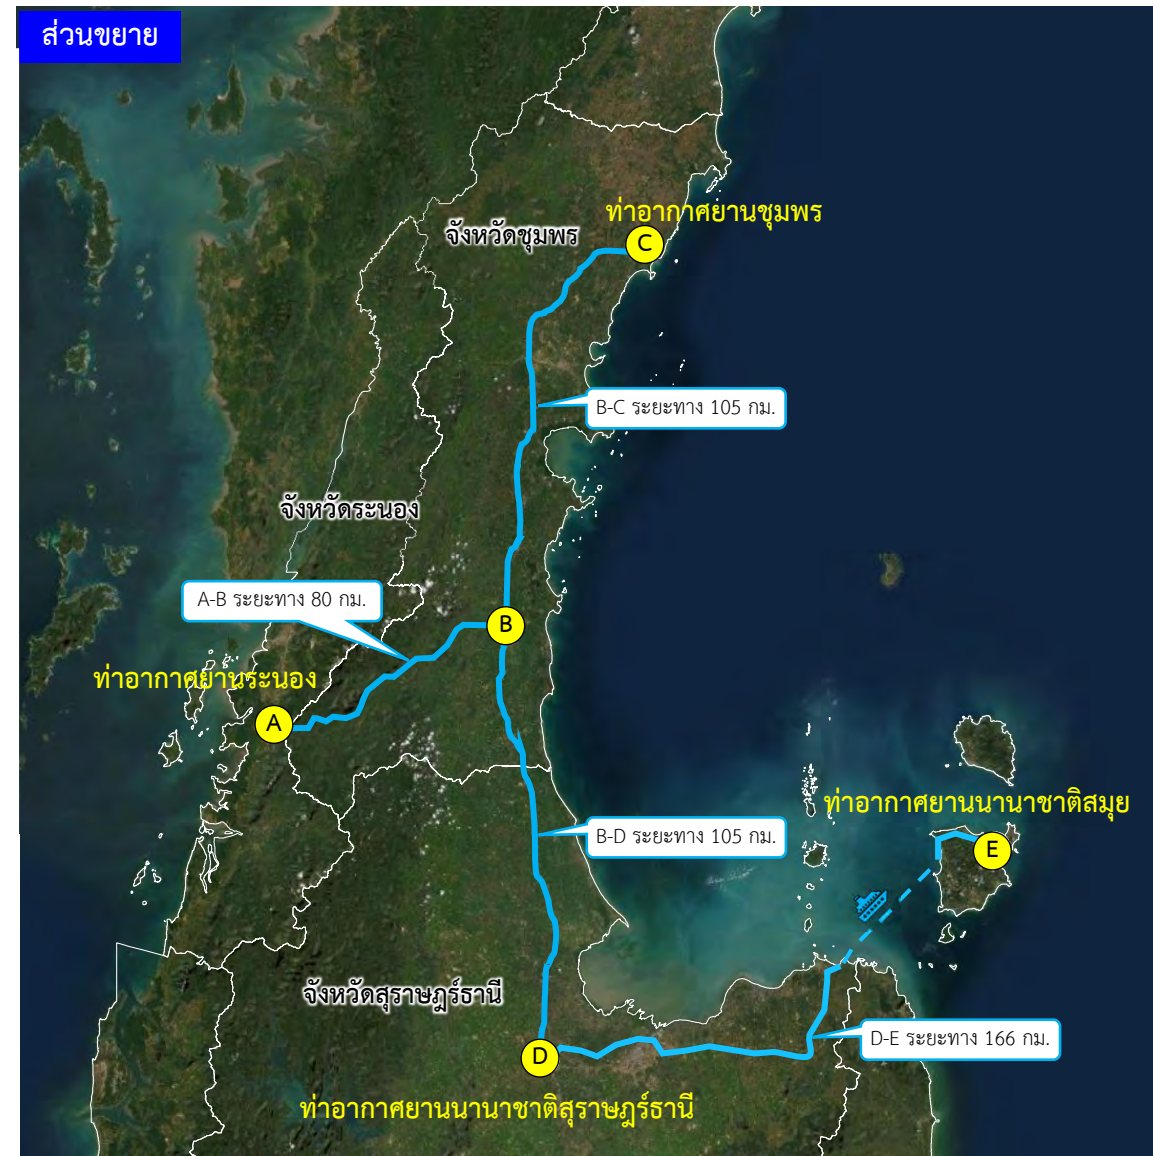 ส่วนขยาย
ท่าอากาศยานชุมพร
จังหวัดชุมพร
C
B-C ระยะทาง 105 กม.
จังหวัดระนอง
A-B ระยะทาง 80 กม.
B
ท่าอากาศยานระนอง
A
ท่าอากาศยานนานาชาติสมุย
B-D ระยะทาง 105 กม.
E
จังหวัดสุราษฎร์ธานี
D-E ระยะทาง 166 กม.
D
ท่าอากาศยานนานาชาติสุราษฎร์ธานี